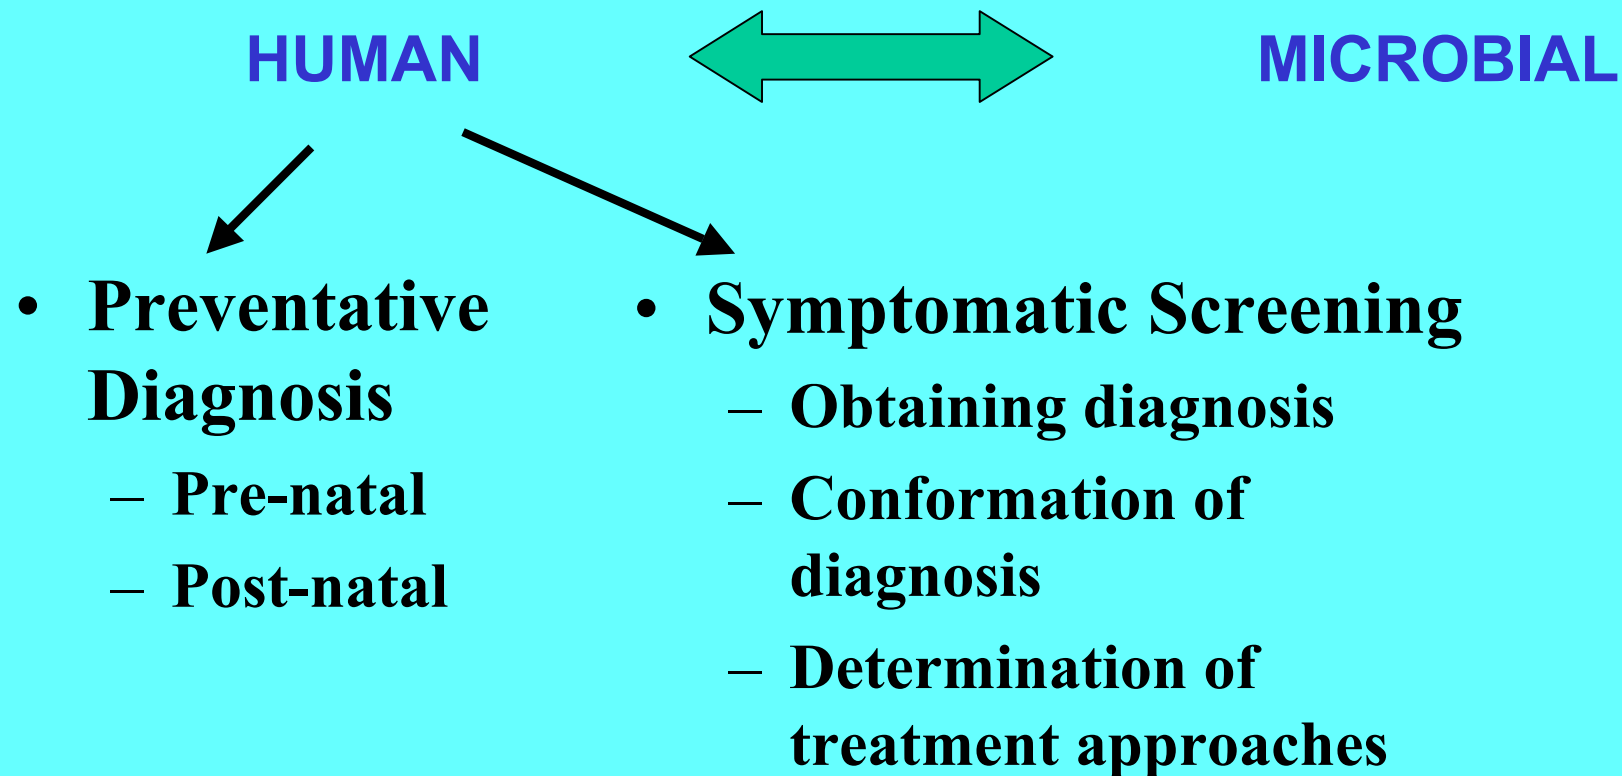 HUMAN
MICROBIAL
• Preventative
Diagnosis
– Pre-natal
– Post-natal
• Symptomatic Screening
– Obtaining diagnosis
– Conformation of
diagnosis
– Determination of
treatment approaches